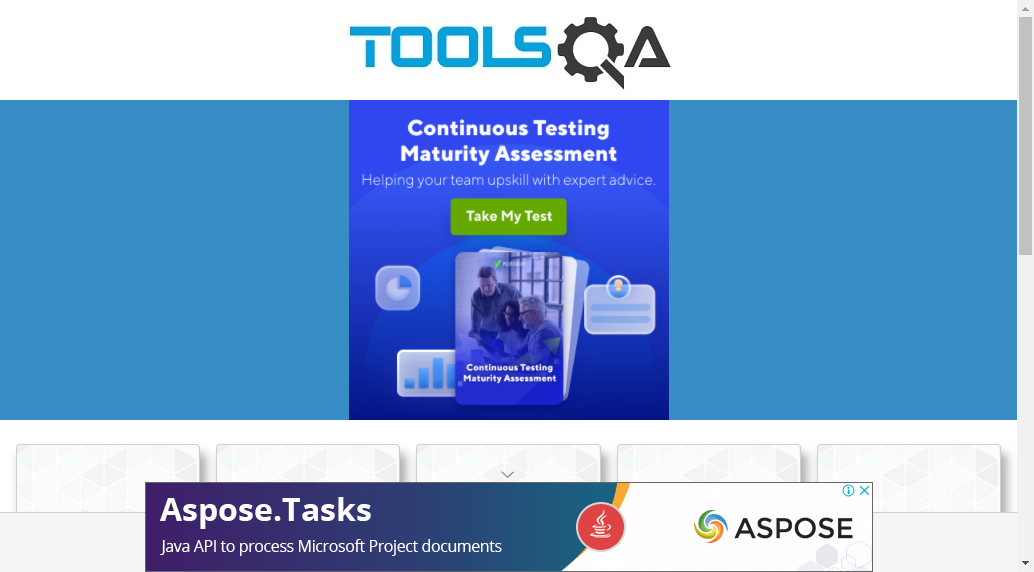 TOOLSQA
Continuous Testing
Maturity Assessment
Helping your team upskill with expert advice.
Take My Test
Katalon
Continuous Testing
Maturity Assessment
Aspose.Tasks
Java API to process Microsoft Project documents
ASPOSE